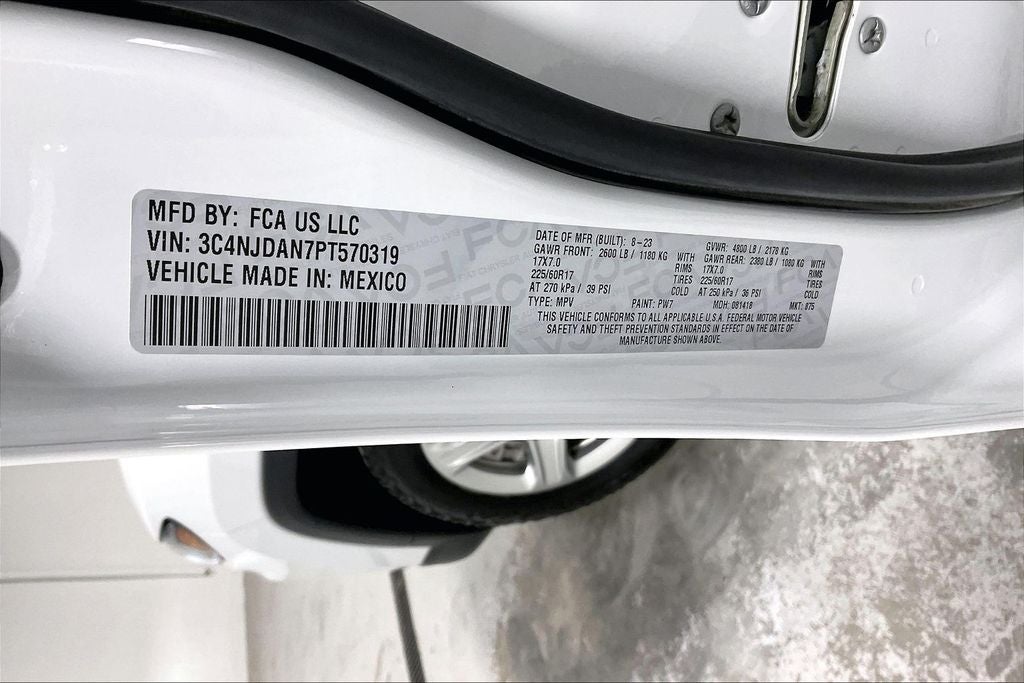 MFD BY: FCA US LLC
VIN: 3C4NJDAN7PT570319
VEHICLE MADE IN: MEXICO
DATE OF MFR (BUILT): 8-23 GVWR: 4800 LB / 2178 KG
GAWR FRONT: 2600 LB / 1180 KG WITH GAWR REAR: 2380 LB / 1080 KG WITH
17X7.0 RIMS 17X7.0 RIMS
225/60R17 TIRES 225/60R17 TIRES
AT 270 kPa / 39 PSI COLD AT 250 kPa / 36 PSI COLD
TYPE: MPV PAINT: PW7 MDH: 081418 MKT: 875
THIS VEHICLE CONFORMS TO ALL APPLICABLE U.S.A. FEDERAL MOTOR VEHICLE
SAFETY AND THEFT PREVENTION STANDARDS IN EFFECT ON THE DATE OF
MANUFACTURE SHOWN ABOVE.